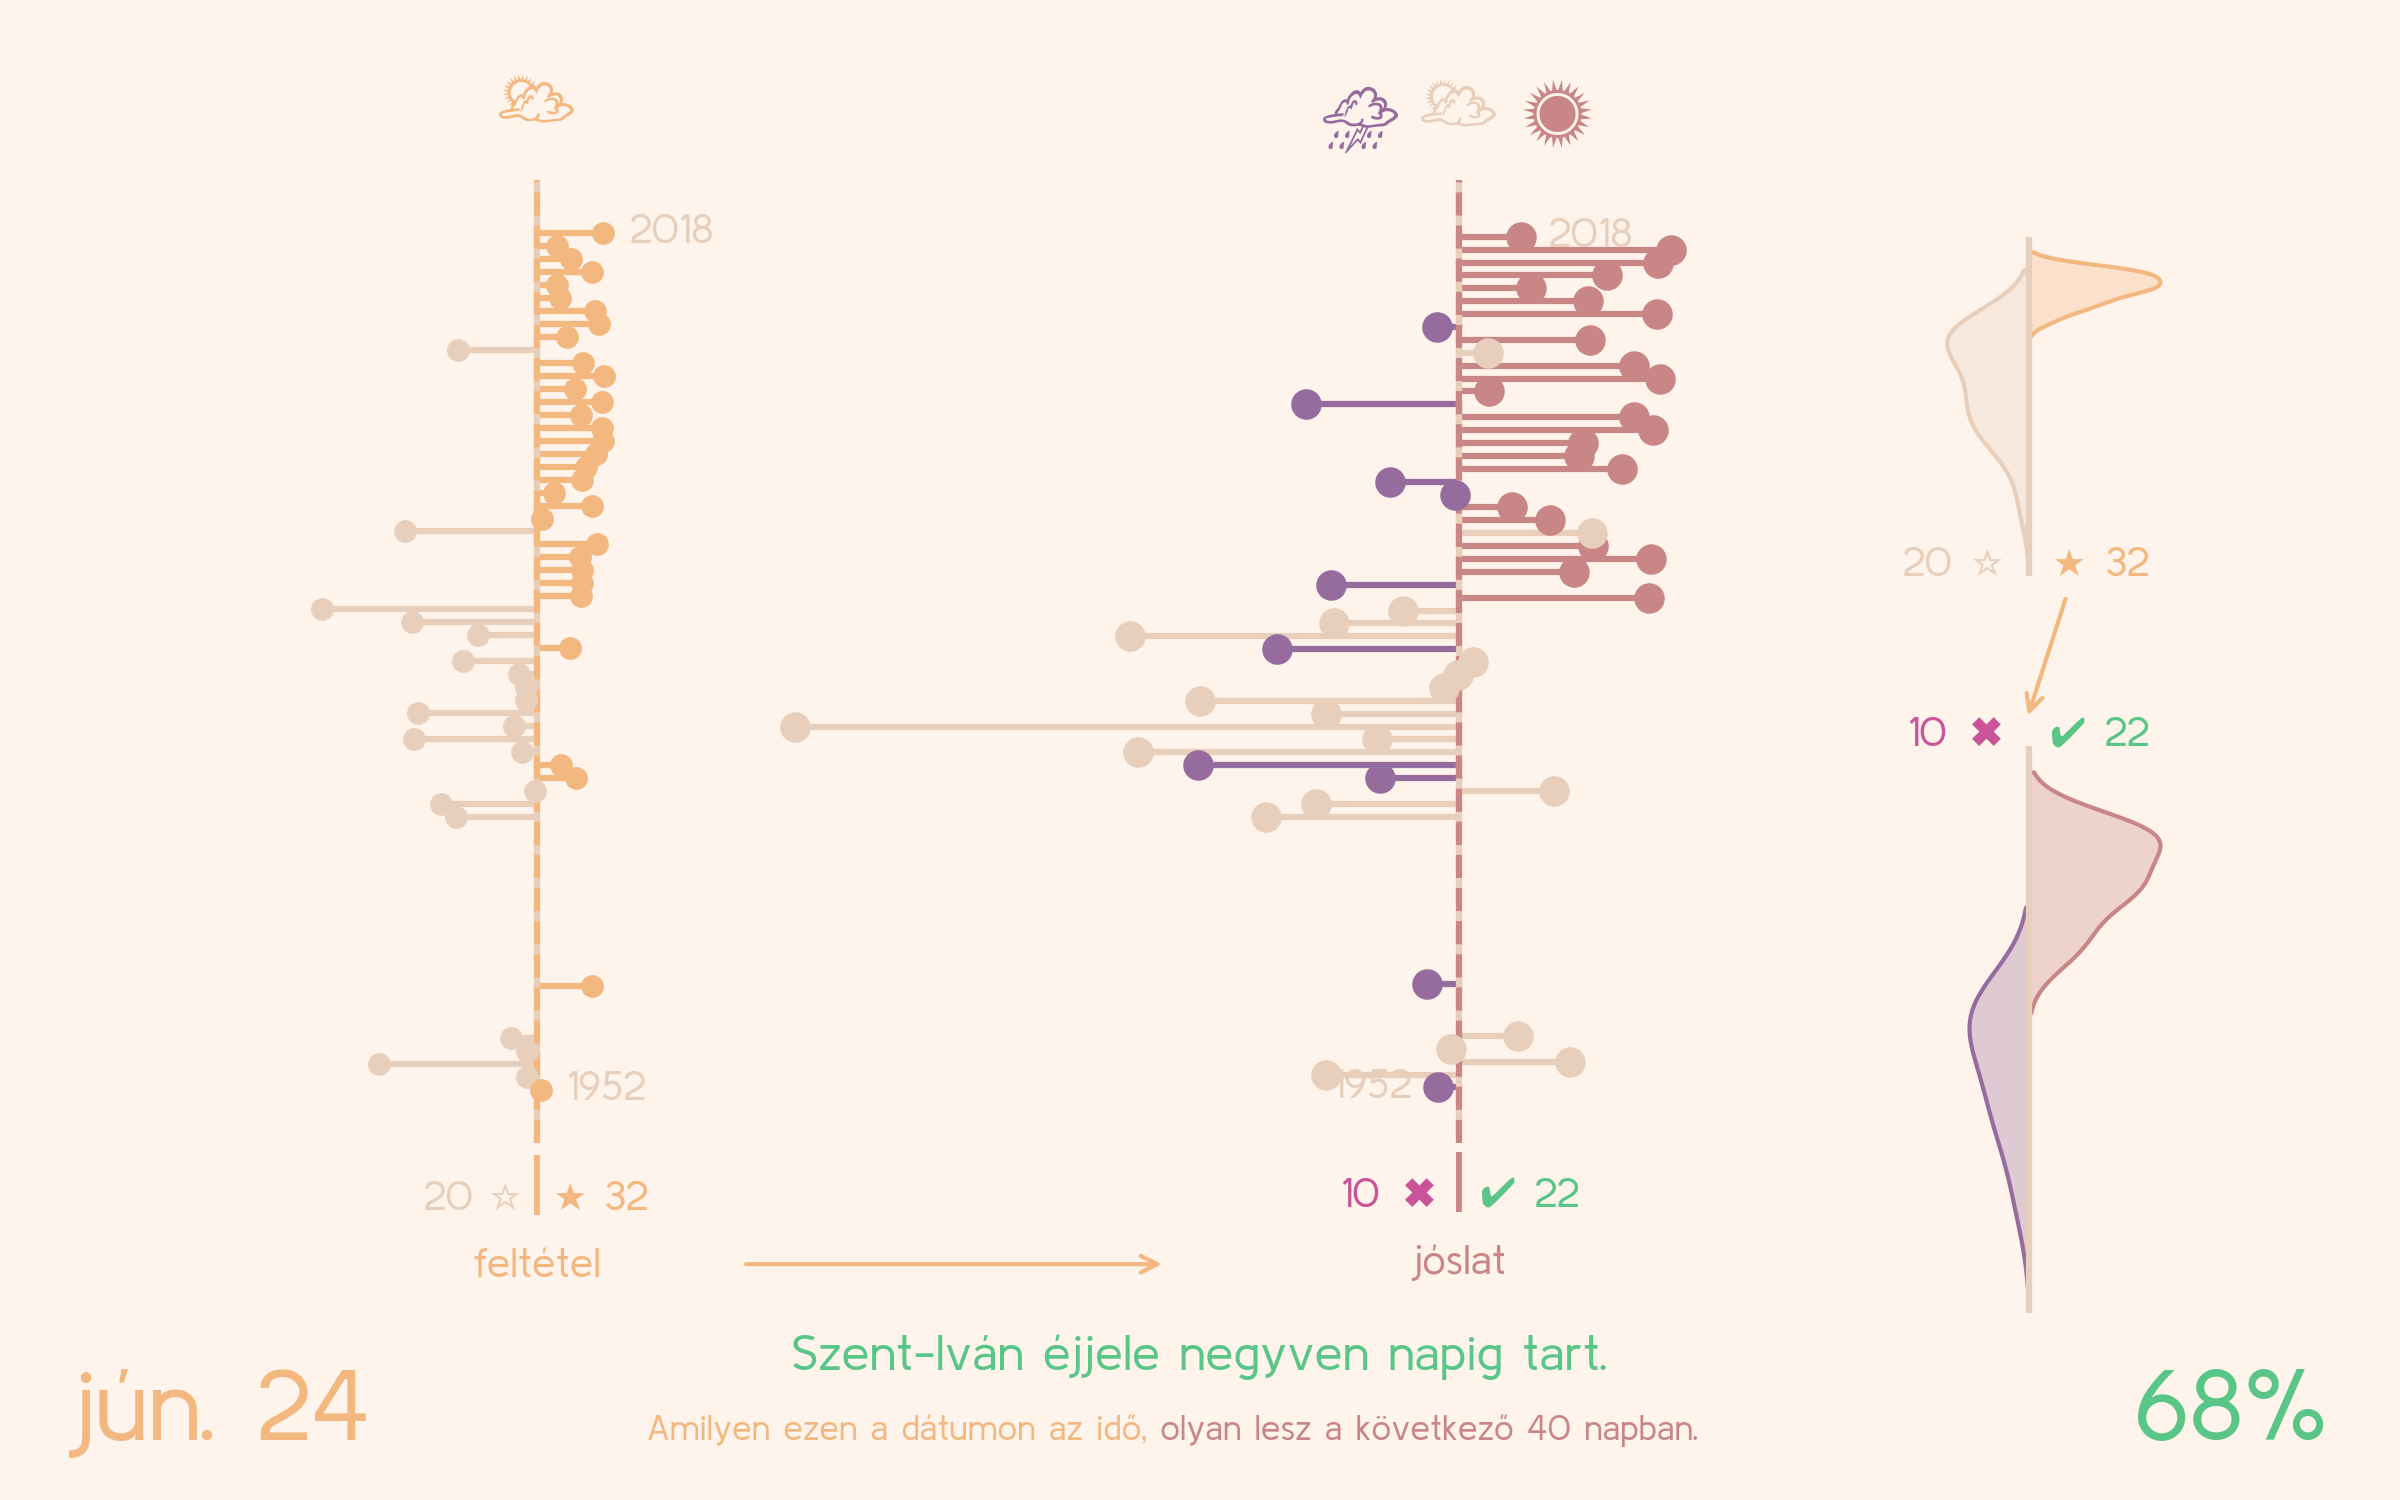 2018
2018
20 ☆ ★ 32
10 ✖ ✔ 22
1952
1952
20 ☆ ★ 32
10 ✖ ✔ 22
feltétel
jóslat
Szent-Iván éjjele negyven napig tart.
jún. 24
68%
Amilyen ezen a dátumon az idő, olyan lesz a következő 40 napban.